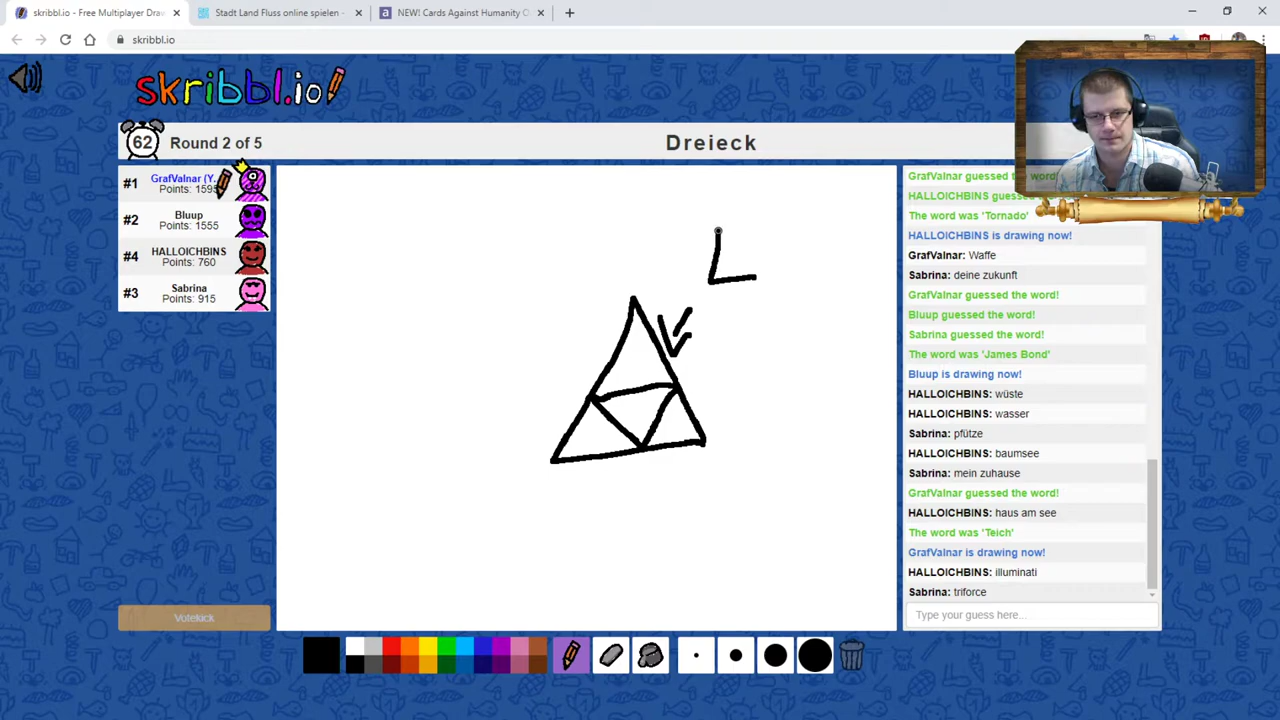 skribbl.io - Free Multiplayer Draw
Stadt Land Fluss online spielen -
NEW! Cards Against Humanity O
skribbl.io
skribbl.io
62
Round 2 of 5
Dreieck
#1
GrafValnar (Y.
Points: 1595
#2
Bluup
Points: 1555
#4
HALLOICHBINS
Points: 760
#3
Sabrina
Points: 915
Votekick
GrafValnar guessed the word!
HALLOICHBINS guessed
The word was 'Tornado'
HALLOICHBINS is drawing now!
GrafValnar: Waffe
Sabrina: deine zukunft
GrafValnar guessed the word!
Bluup guessed the word!
Sabrina guessed the word!
The word was 'James Bond'
Bluup is drawing now!
HALLOICHBINS: wüste
HALLOICHBINS: wasser
Sabrina: pfütze
HALLOICHBINS: baumsee
Sabrina: mein zuhause
GrafValnar guessed the word!
HALLOICHBINS: haus am see
The word was 'Teich'
GrafValnar is drawing now!
HALLOICHBINS: illuminati
Sabrina: triforce
Type your guess here...